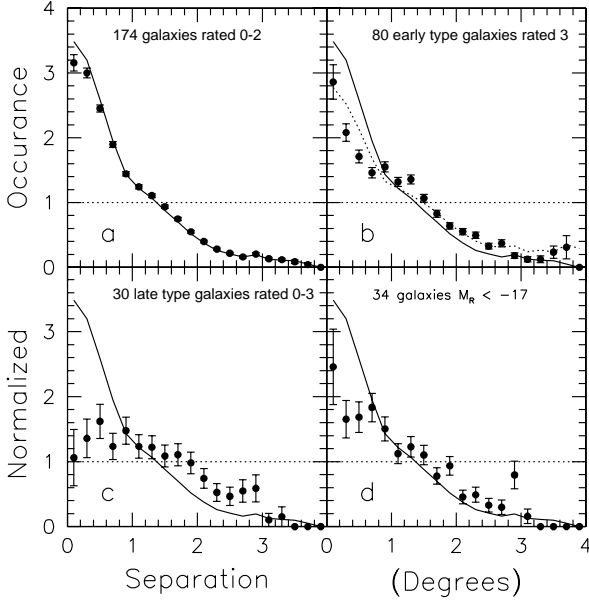 4
174 galaxies rated 0-2
80 early type galaxies rated 3
3
Occurance
2
1
a
b
0
30 late type galaxies rated 0-3
34 galaxies M_R < -17
3
Normalized
2
1
c
d
0
0 1 2 3 0 1 2 3 4
Separation (Degrees)